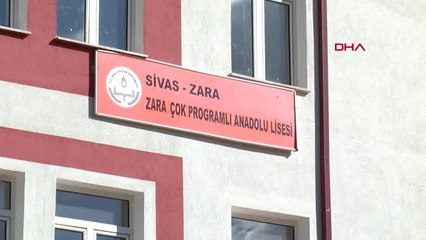 DHA
SİVAS - ZARA
ZARA ÇOK PROGRAMLI ANADOLU LİSESİ